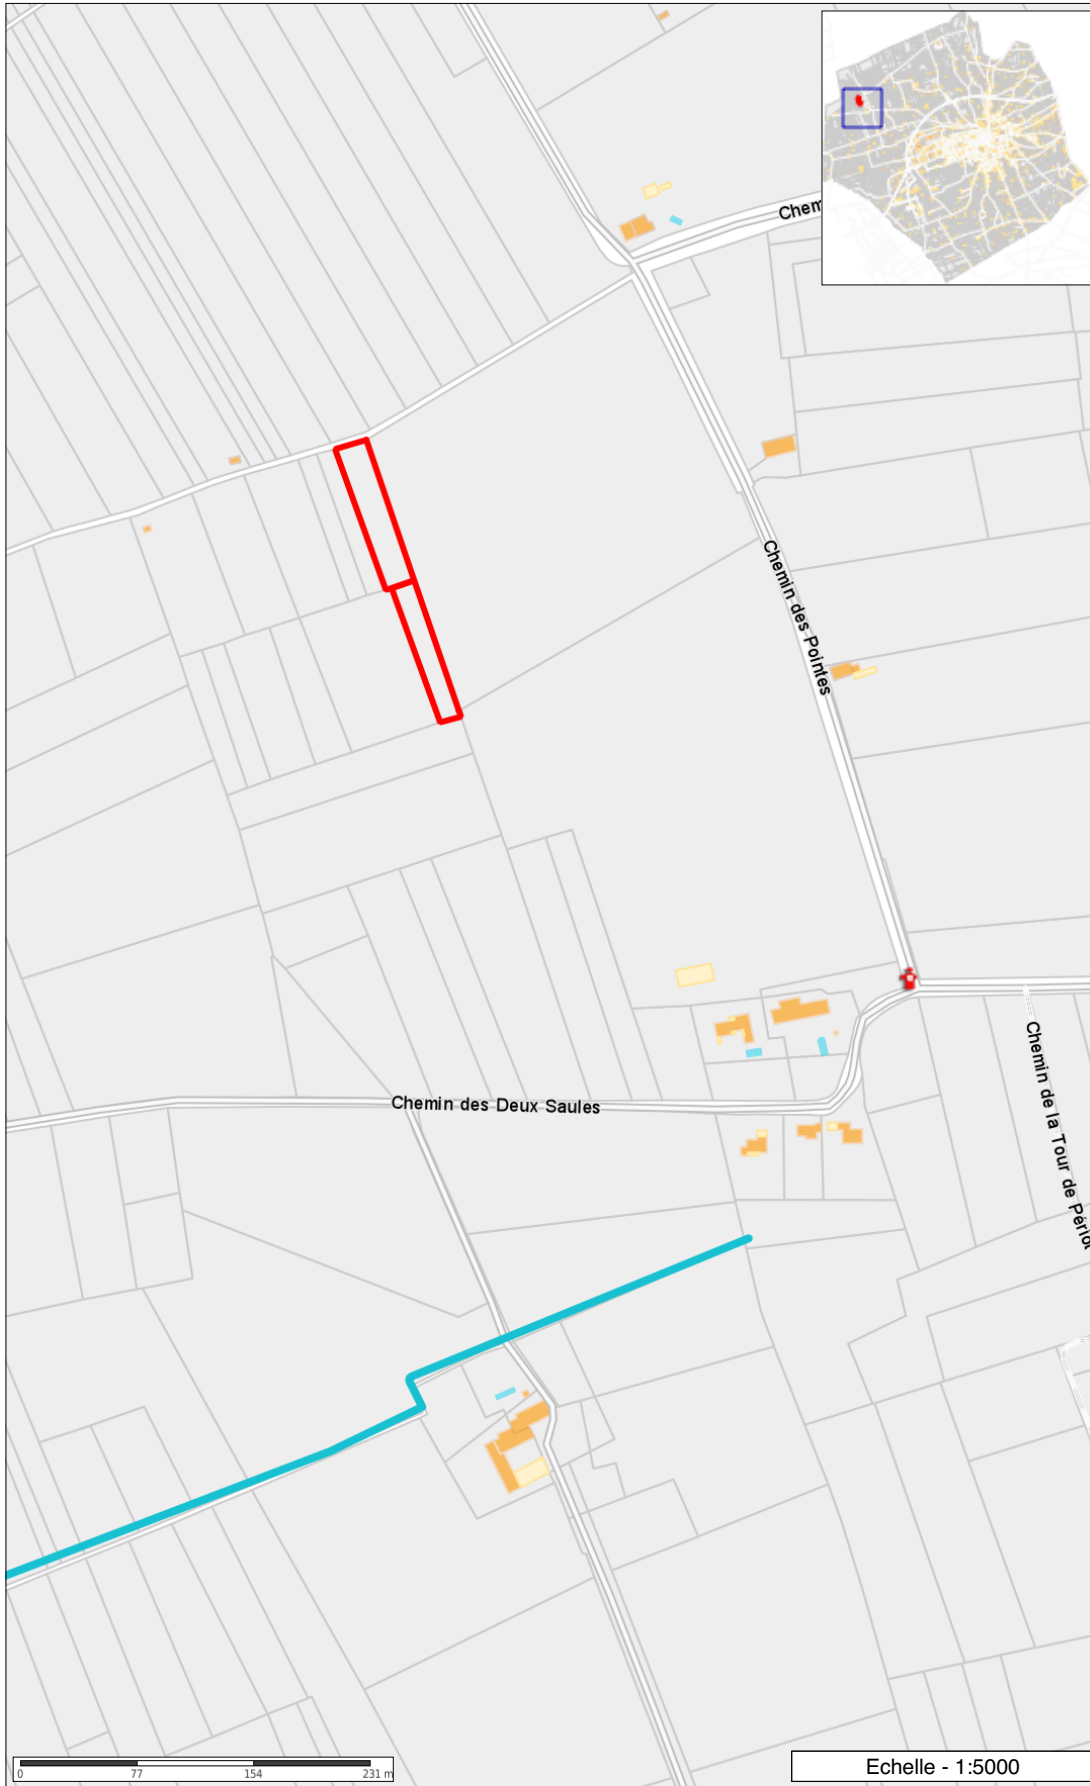 Chem
Chemin des Pointes
Chemin de la Tour de Pério
Chemin des Deux Saules
0 77 154 231 m
Echelle - 1:5000